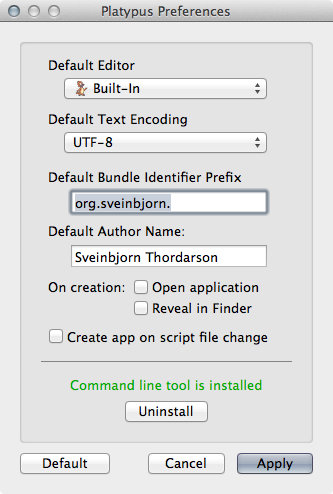 Platypus Preferences
Default Editor
Built-In
Default Text Encoding
UTF-8
Default Bundle Identifier Prefix
org.sveinbjorn.
Default Author Name:
Sveinbjorn Thordarson
On creation: Open application
Reveal in Finder
Create app on script file change
Command line tool is installed
Uninstall
Default Cancel Apply